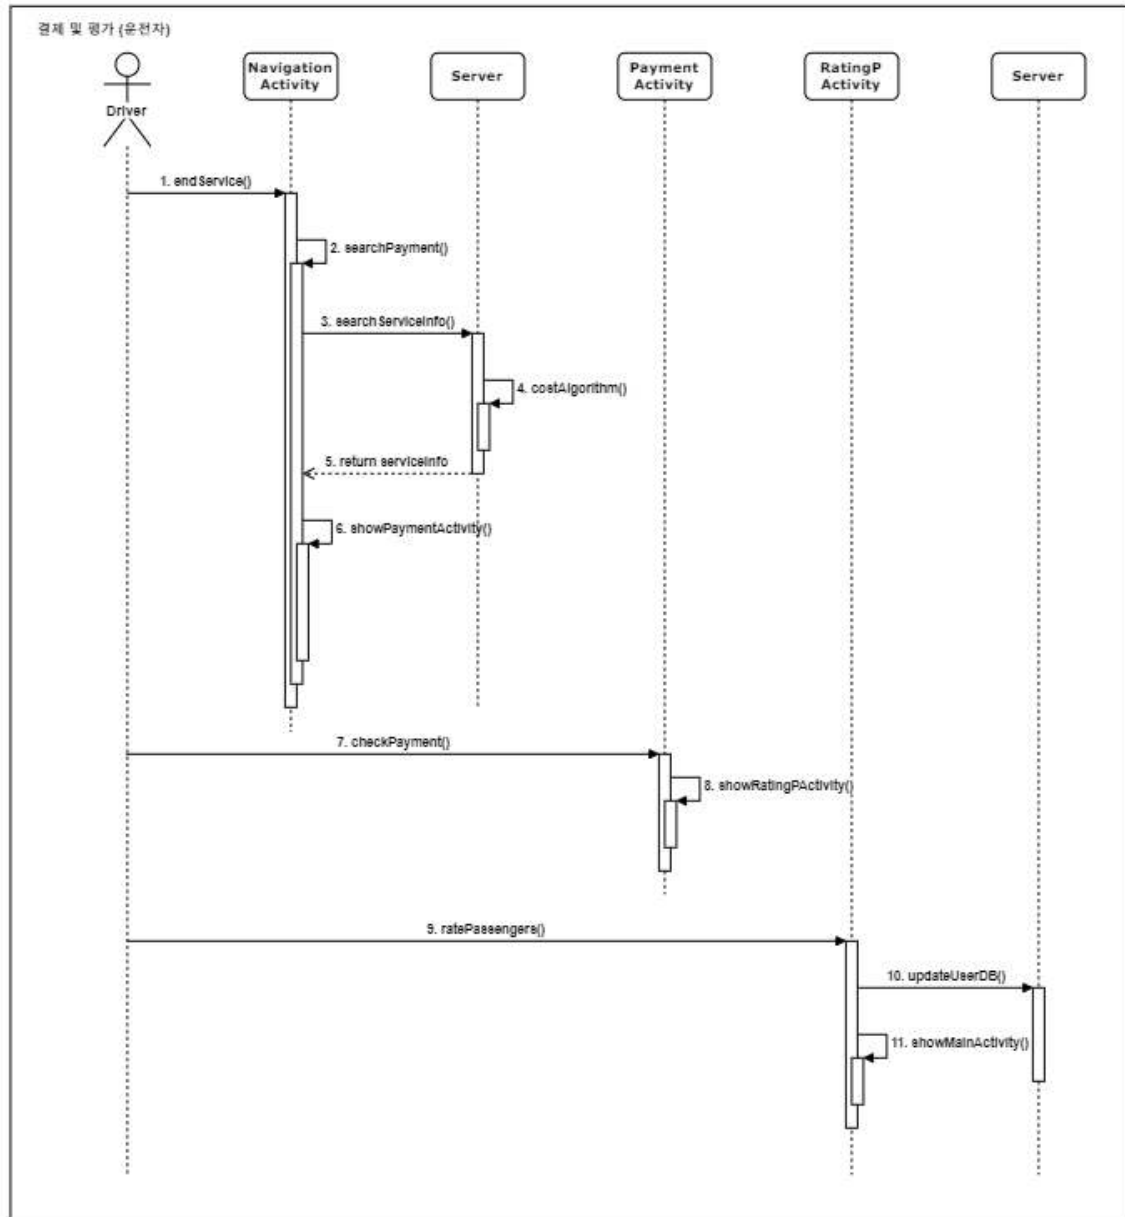 결제 및 평가 (운전자)
Driver
Navigation
Activity
Server
Payment
Activity
RatingP
Activity
Server
1. endService()
2. searchPayment()
3. searchServiceInfo()
4. costAlgorithm()
5. return serviceInfo
6. showPaymentActivity()
7. checkPayment()
8. showRatingPActivity()
9. ratePassengers()
10. updateUserDB()
11. showMainActivity()